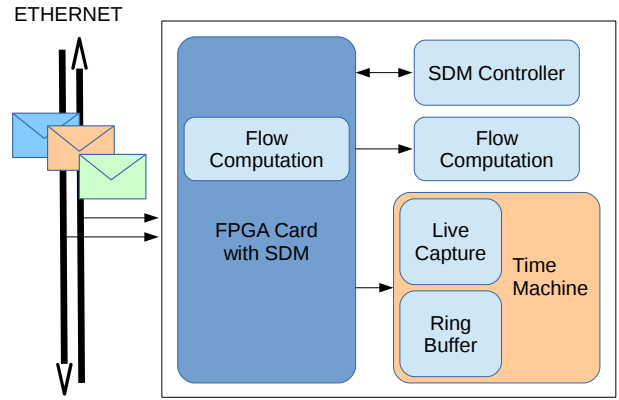 ETHERNET
SDM Controller
Flow
Computation
Flow
Computation
FPGA Card
with SDM
Live
Capture
Time
Machine
Ring
Buffer